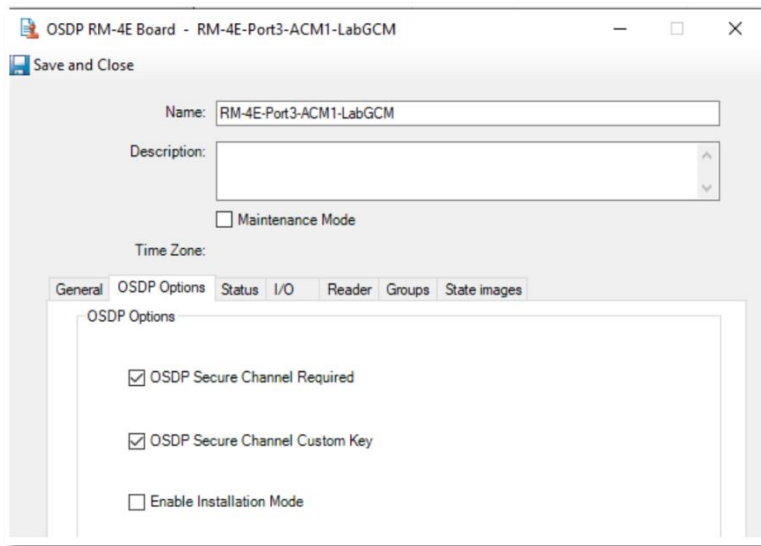 OSDP RM-4E Board - RM-4E-Port3-ACM1-LabGCM
Save and Close
Name: RM-4E-Port3-ACM1-LabGCM
Description:
Maintenance Mode
Time Zone:
General OSDP Options Status I/O Reader Groups State images
OSDP Options
OSDP Secure Channel Required
OSDP Secure Channel Custom Key
Enable Installation Mode